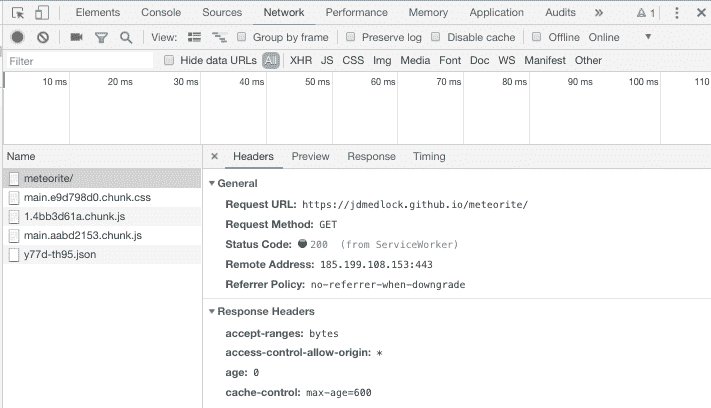 Elements Console Sources Network Performance Memory Application Audits » 1
View: Group by frame Preserve log Disable cache Offline Online
Filter Hide data URLs All XHR JS CSS Img Media Font Doc WS Manifest Other
10 ms 20 ms 30 ms 40 ms 50 ms 60 ms 70 ms 80 ms 90 ms 100 ms 110
Name × Headers Preview Response Timing
meteorite/
main.e9d798d0.chunk.css
1.4bb3d61a.chunk.js
main.aabd2153.chunk.js
y77d-th95.json
General
Request URL: https://jdmedlock.github.io/meteorite/
Request Method: GET
Status Code: 200 (from ServiceWorker)
Remote Address: 185.199.108.153:443
Referrer Policy: no-referrer-when-downgrade
Response Headers
accept-ranges: bytes
access-control-allow-origin: *
age: 0
cache-control: max-age=600